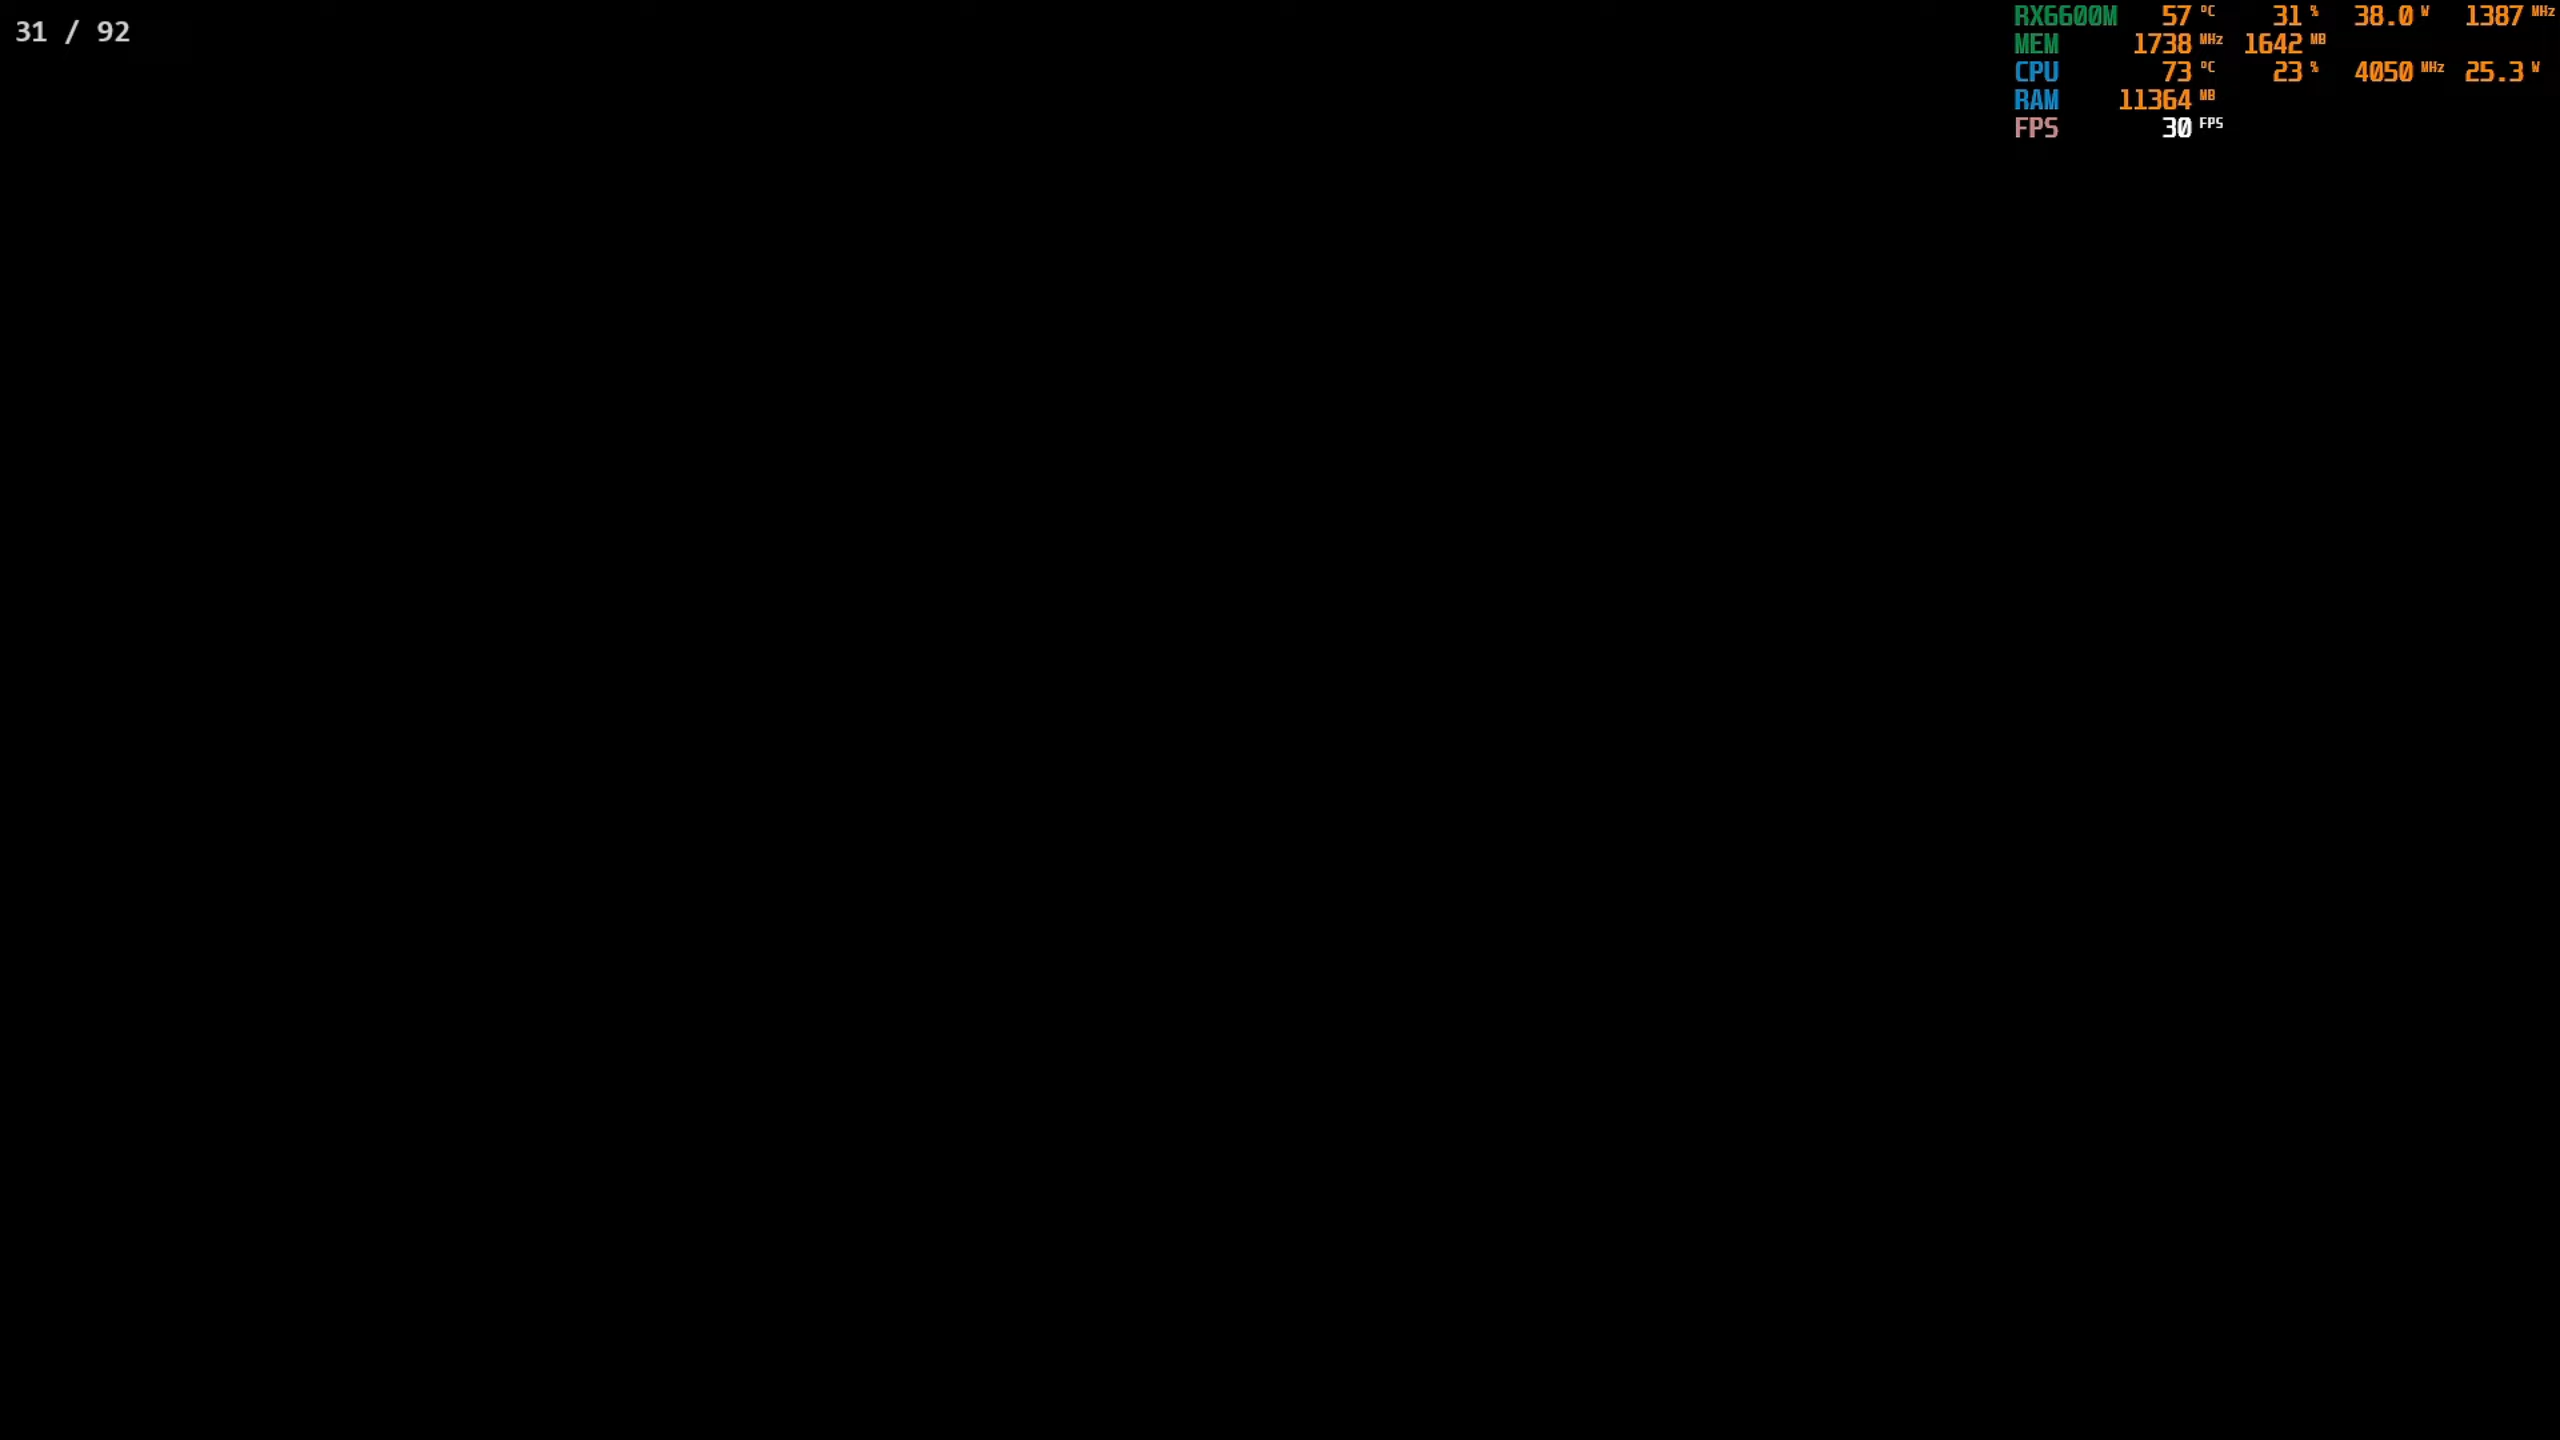 31 / 92
RX6600M 57 °C 31 % 38.0 W 1387 MHz
MEM 1738 MHz 1642 MB
CPU 73 °C 23 % 4050 MHz 25.3 W
RAM 11364 MB
FPS 30 FPS